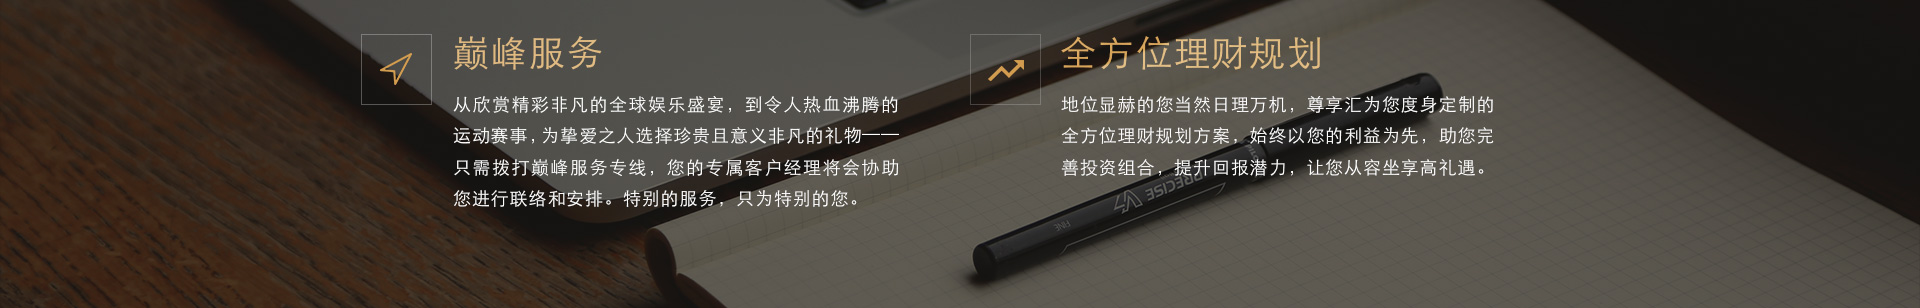 巅峰服务
从欣赏精彩非凡的全球娱乐盛宴，到令人热血沸腾的
运动赛事，为挚爱之人选择珍贵且意义非凡的礼物——
只需拨打巅峰服务专线，您的专属客户经理将会协助
您进行联络和安排。特别的服务，只为特别的您。
全方位理财规划
地位显赫的您当然日理万机，尊享汇为您度身定制的
全方位理财规划方案，始终以您的利益为先，助您完
善投资组合，提升回报潜力，让您从容坐享高礼遇。
PRECISE V7
FINE